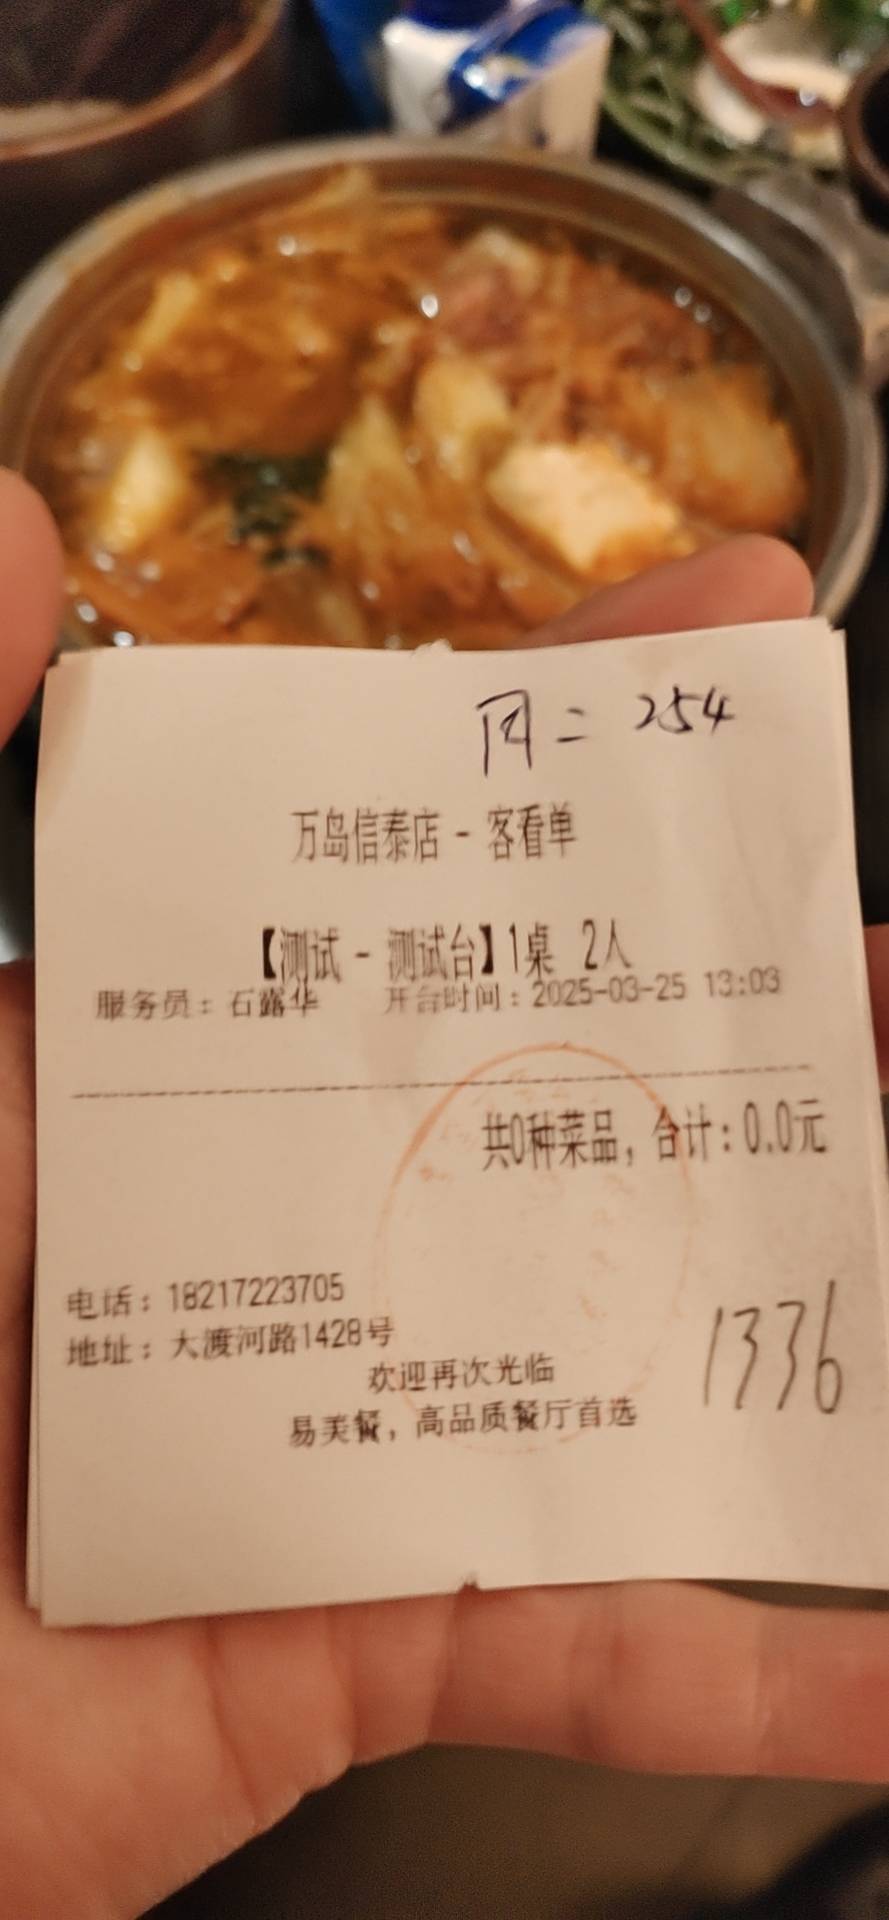 团二 254
万岛信泰店 - 客看单
【测试 - 测试台】1桌 2人
服务员：石露华 开台时间：2025-03-25 13:03
共0种菜品，合计：0.0元
电话：18217223705
地址：大渡河路1428号
1336
欢迎再次光临
易美餐，高品质餐厅首选